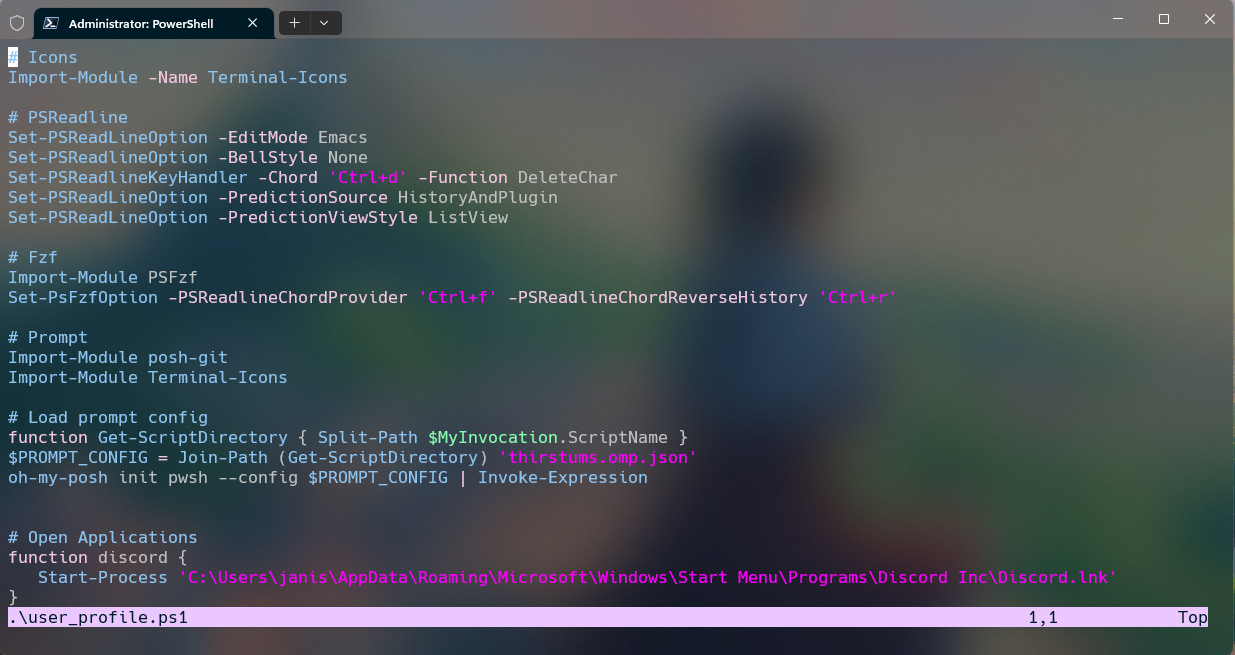 Administrator: PowerShell
# Icons
Import-Module -Name Terminal-Icons
# PSReadline
Set-PSReadLineOption -EditMode Emacs
Set-PSReadlineOption -BellStyle None
Set-PSReadlineKeyHandler -Chord 'Ctrl+d' -Function DeleteChar
Set-PSReadLineOption -PredictionSource HistoryAndPlugin
Set-PSReadLineOption -PredictionViewStyle ListView
# Fzf
Import-Module PSFzf
Set-PsFzfOption -PSReadlineChordProvider 'Ctrl+f' -PSReadlineChordReverseHistory 'Ctrl+r'
# Prompt
Import-Module posh-git
Import-Module Terminal-Icons
# Load prompt config
function Get-ScriptDirectory { Split-Path $MyInvocation.ScriptName }
$PROMPT_CONFIG = Join-Path (Get-ScriptDirectory) 'thirstums.omp.json'
oh-my-posh init pwsh --config $PROMPT_CONFIG | Invoke-Expression
# Open Applications
function discord {
   Start-Process 'C:\Users\janis\AppData\Roaming\Microsoft\Windows\Start Menu\Programs\Discord Inc\Discord.lnk'
}
.\user_profile.ps1 1,1 Top